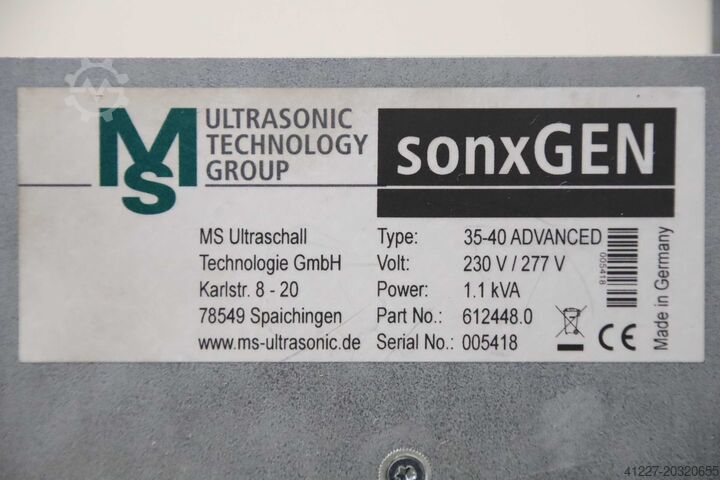 MS
ULTRASONIC
TECHNOLOGY
GROUP
sonxGEN
MS Ultraschall
Technologie GmbH
Karlstr. 8 - 20
78549 Spaichingen
www.ms-ultrasonic.de
Type: 35-40 ADVANCED
Volt: 230 V / 277 V
Power: 1.1 kVA
Part No.: 612448.0
Serial No.: 005418
005418
CE
Made in Germany
41227-20320655